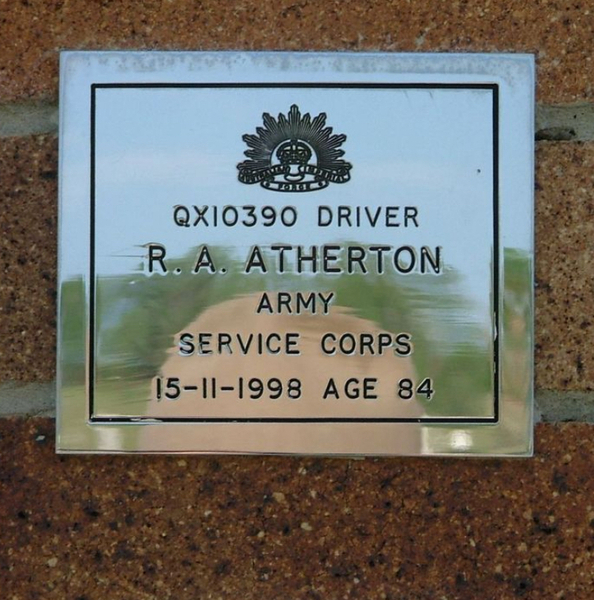 QX10390 DRIVER
R. A. ATHERTON
ARMY
SERVICE CORPS
15-11-1998 AGE 84